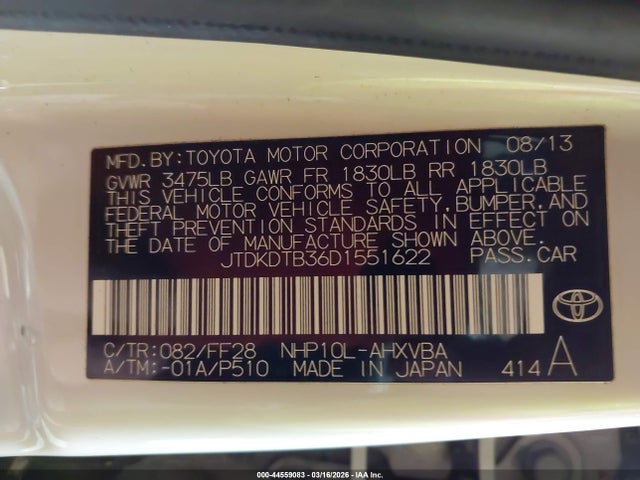 MFD. BY: TOYOTA MOTOR CORPORATION 08/13
GVWR 3475LB GAWR FR 1830LB RR 1830LB
THIS VEHICLE CONFORMS TO ALL APPLICABLE
FEDERAL MOTOR VEHICLE SAFETY, BUMPER, AND
THEFT PREVENTION STANDARDS IN EFFECT ON
THE DATE OF MANUFACTURE SHOWN ABOVE.
JTDKDTB36D1551622 PASS. CAR
C/TR: 082/FF28 NHP10L-AHXVBA
A/TM: -01A/P510 MADE IN JAPAN 414 A
000-44559083 | 03/16/2026 | IAA Inc.